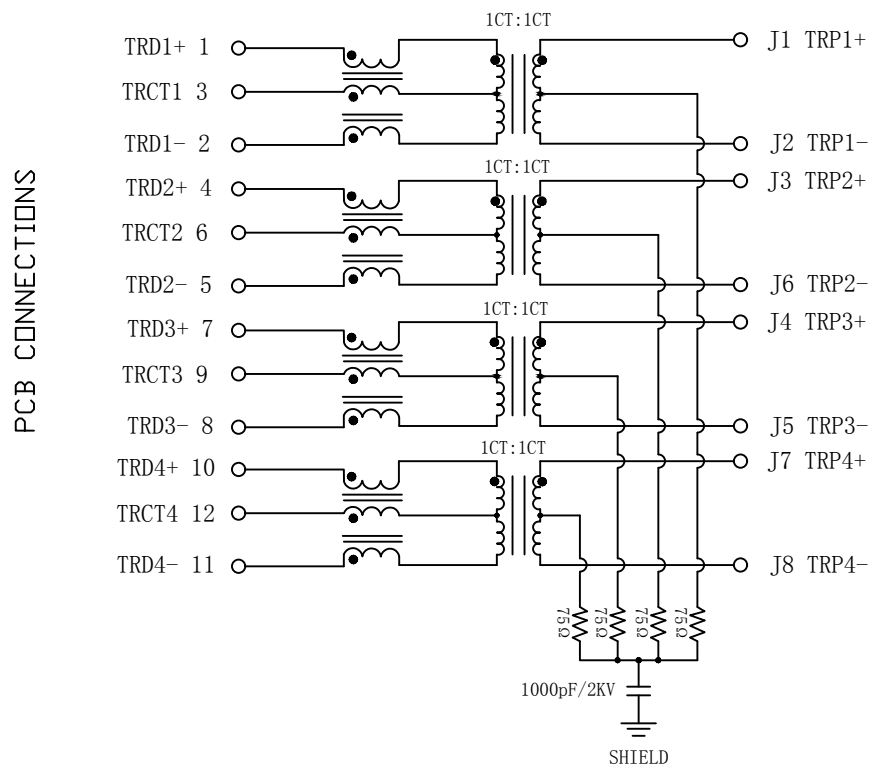 1CT:1CT
TRD1+ 1
J1 TRP1+
TRCT1 3
TRD1- 2
J2 TRP1-
1CT:1CT
TRD2+ 4
J3 TRP2+
TRCT2 6
TRD2- 5
J6 TRP2-
1CT:1CT
TRD3+ 7
J4 TRP3+
TRCT3 9
TRD3- 8
J5 TRP3-
1CT:1CT
TRD4+ 10
J7 TRP4+
TRCT4 12
TRD4- 11
J8 TRP4-
PCB CONNECTIONS
75Ω
75Ω
75Ω
75Ω
1000pF/2KV
SHIELD